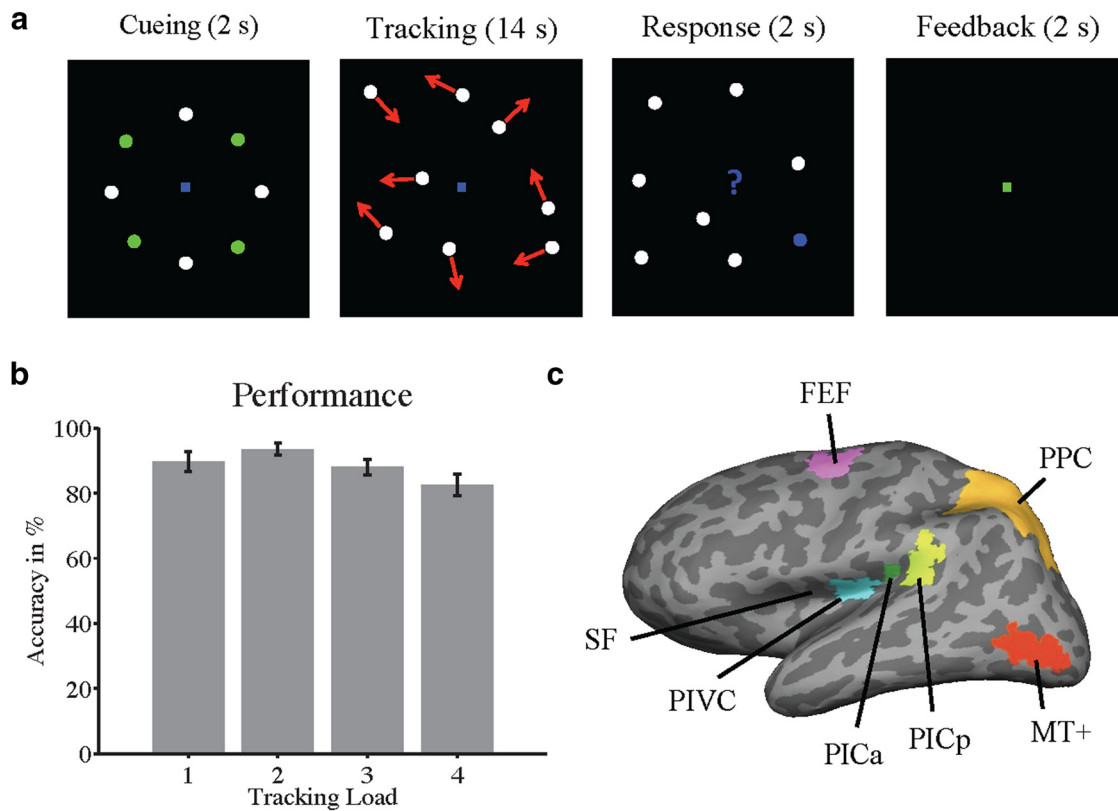 a
Cueing (2 s)
Tracking (14 s)
Response (2 s)
Feedback (2 s)
?
b
Performance
100
80
60
40
20
0
Accuracy in %
1
2
3
4
Tracking Load
c
FEF
PPC
SF
PIVC
PICa
PICp
MT+